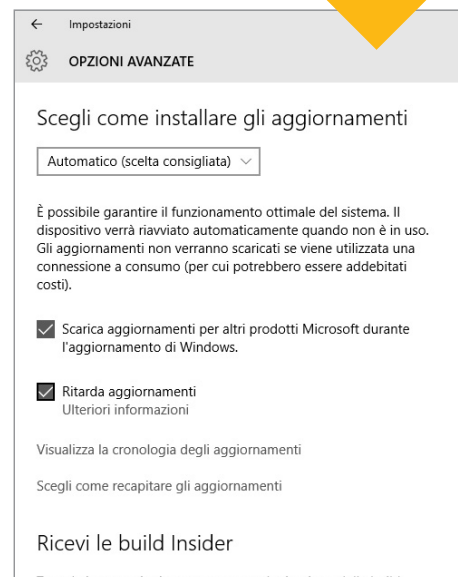 Impostazioni
OPZIONI AVANZATE
Scegli come installare gli aggiornamenti
Automatico (scelta consigliata)
È possibile garantire il funzionamento ottimale del sistema. Il
dispositivo verrà riavviato automaticamente quando non è in uso.
Gli aggiornamenti non verranno scaricati se viene utilizzata una
connessione a consumo (per cui potrebbero essere addebitati
costi).
Scarica aggiornamenti per altri prodotti Microsoft durante
l'aggiornamento di Windows.
Ritarda aggiornamenti
Ulteriori informazioni
Visualizza la cronologia degli aggiornamenti
Scegli come recapitare gli aggiornamenti
Ricevi le build Insider